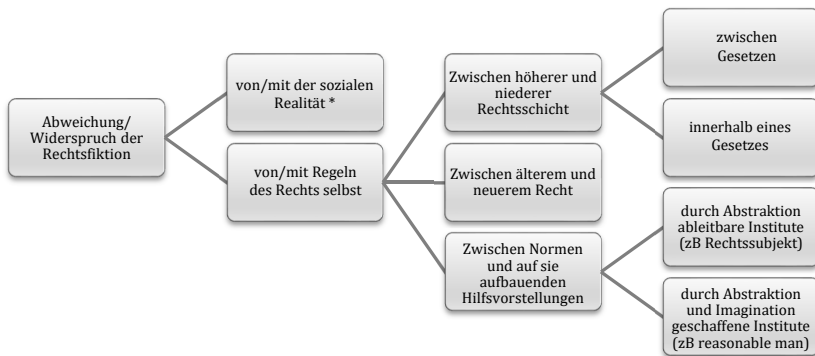 Abweichung/
Widerspruch der
Rechtsfiktion
von/mit der sozialen
Realität *
von/mit Regeln
des Rechts selbst
Zwischen höherer und
niederer
Rechtsschicht
Zwischen älterem und
neuerem Recht
Zwischen Normen
und auf sie
aufbauenden
Hilfsvorstellungen
zwischen
Gesetzen
innerhalb eines
Gesetzes
durch Abstraktion
ableitbare Institute
(zB Rechtssubjekt)
durch Abstraktion
und Imagination
geschaffene Institute
(zB reasonable man)